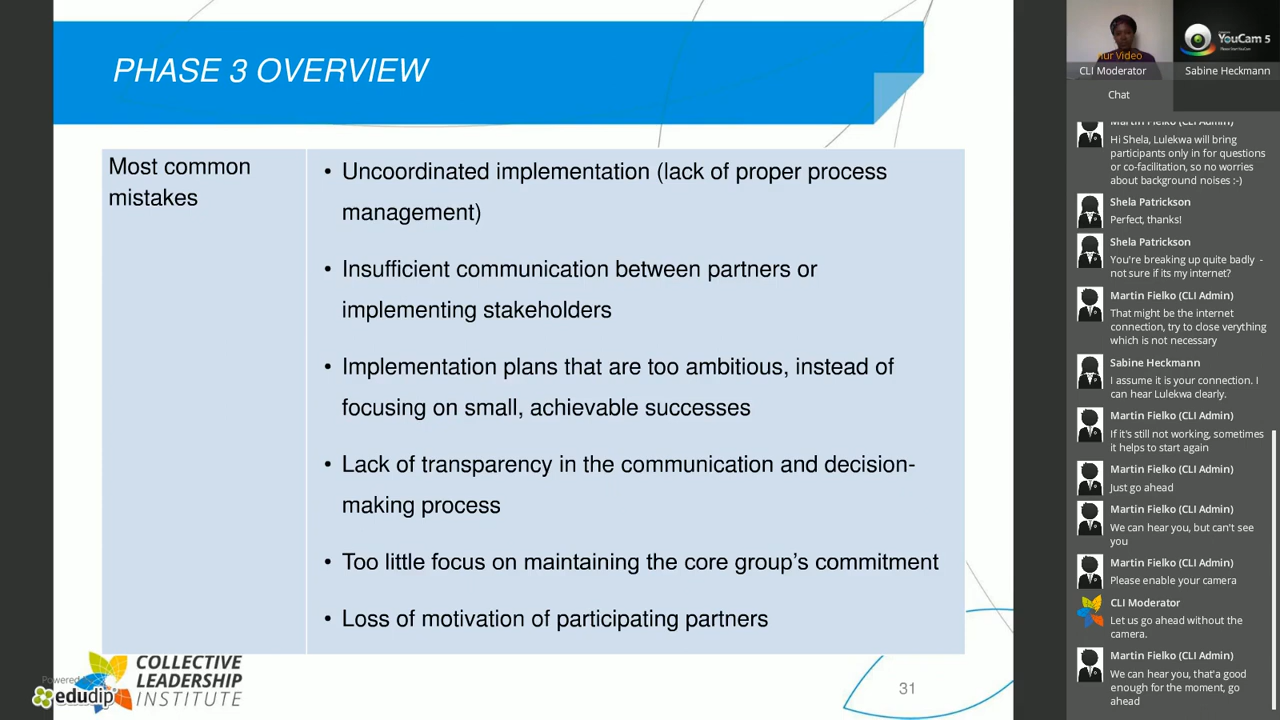 PHASE 3 OVERVIEW
Most common
mistakes
• Uncoordinated implementation (lack of proper process
management)
• Insufficient communication between partners or
implementing stakeholders
• Implementation plans that are too ambitious, instead of
focusing on small, achievable successes
• Lack of transparency in the communication and decision-
making process
• Too little focus on maintaining the core group's commitment
• Loss of motivation of participating partners
COLLECTIVE
LEADERSHIP
INSTITUTE
Powered
edudip
31
YouCam 5
ur Video
CLI Moderator
Sabine Heckmann
Chat
Martin Fielko (CLI Admin)
Hi Shela, Lulekwa will bring
participants only in for questions
or co-facilitation, so no worries
about background noises :-)
Shela Patrickson
Perfect, thanks!
Shela Patrickson
You're breaking up quite badly -
not sure if its my internet?
Martin Fielko (CLI Admin)
That might be the internet
connection, try to close verything
which is not necessary
Sabine Heckmann
I assume it is your connection. I
can hear Lulekwa clearly.
Martin Fielko (CLI Admin)
If it's still not working, sometimes
it helps to start again
Martin Fielko (CLI Admin)
Just go ahead
Martin Fielko (CLI Admin)
We can hear you, but can't see
you
Martin Fielko (CLI Admin)
Please enable your camera
CLI Moderator
Let us go ahead without the
camera.
Martin Fielko (CLI Admin)
We can hear you, that'a good
enough for the moment, go
ahead